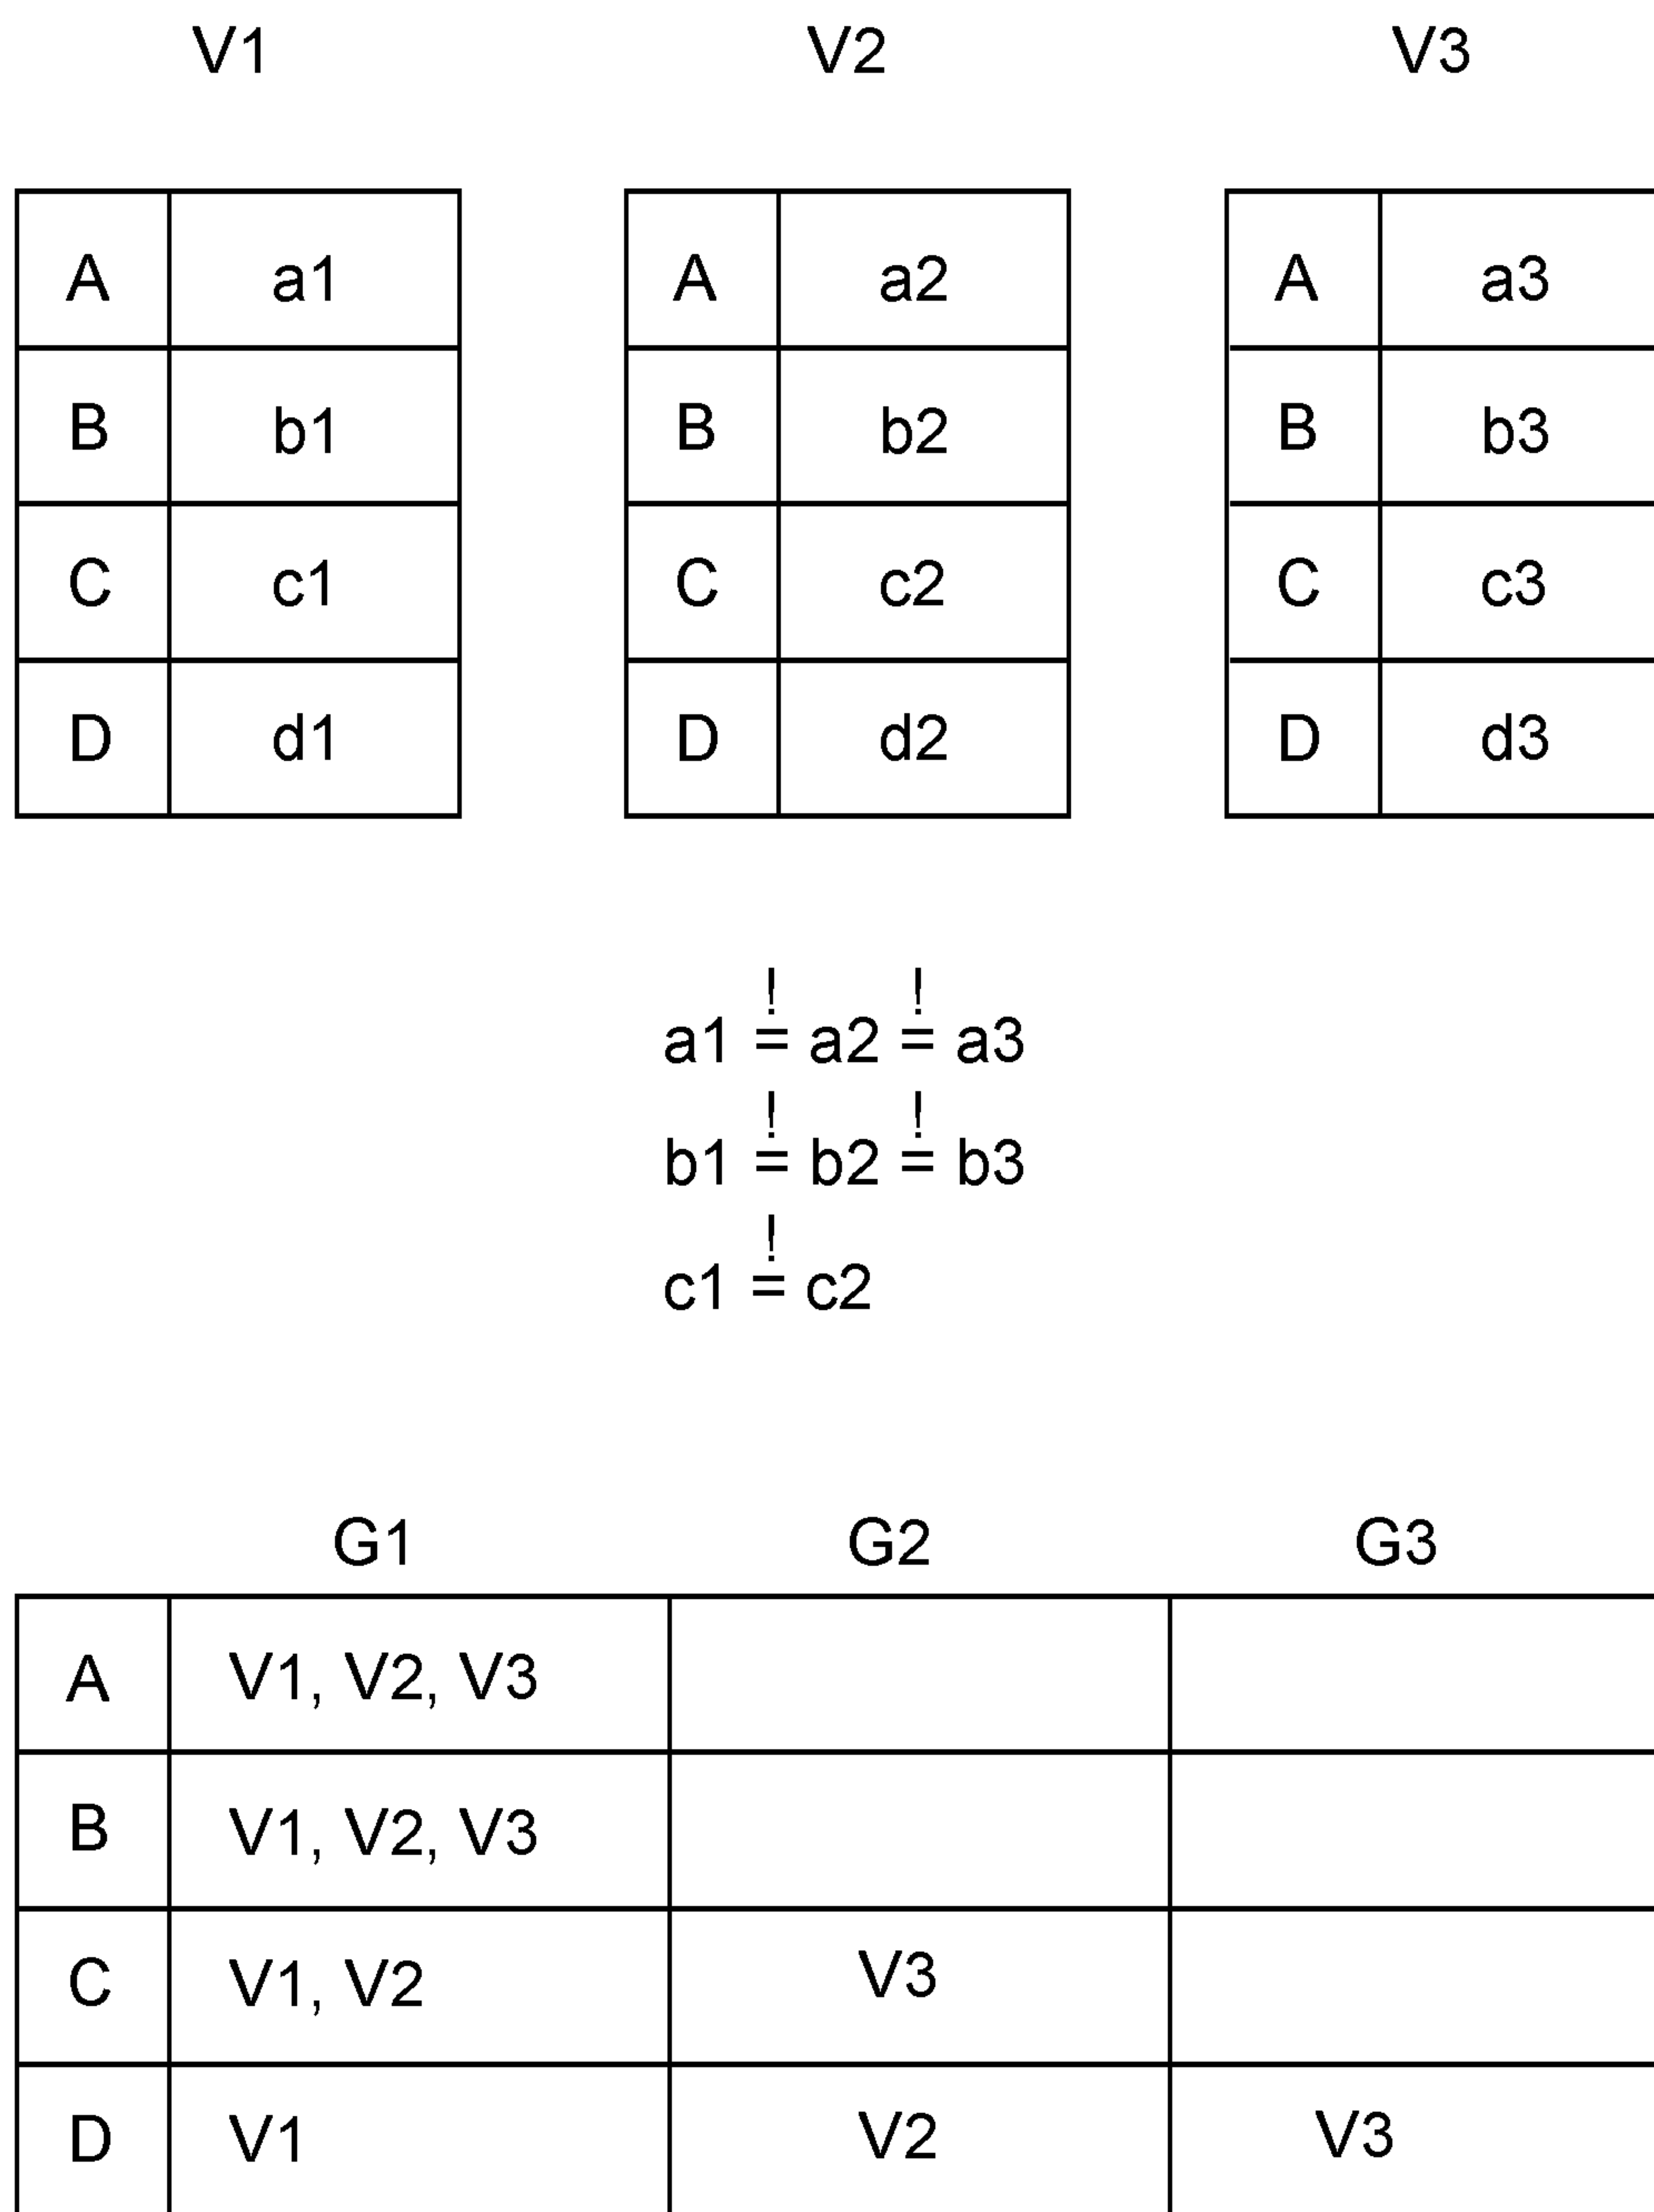 V1 V2 V3
A a1 A a2 A a3
B b1 B b2 B b3
C c1 C c2 C c3
D d1 D d2 D d3
! !
a1 = a2 = a3
! !
b1 = b2 = b3
!
c1 = c2
G1 G2 G3
A V1, V2, V3
B V1, V2, V3
C V1, V2 V3
D V1 V2 V3